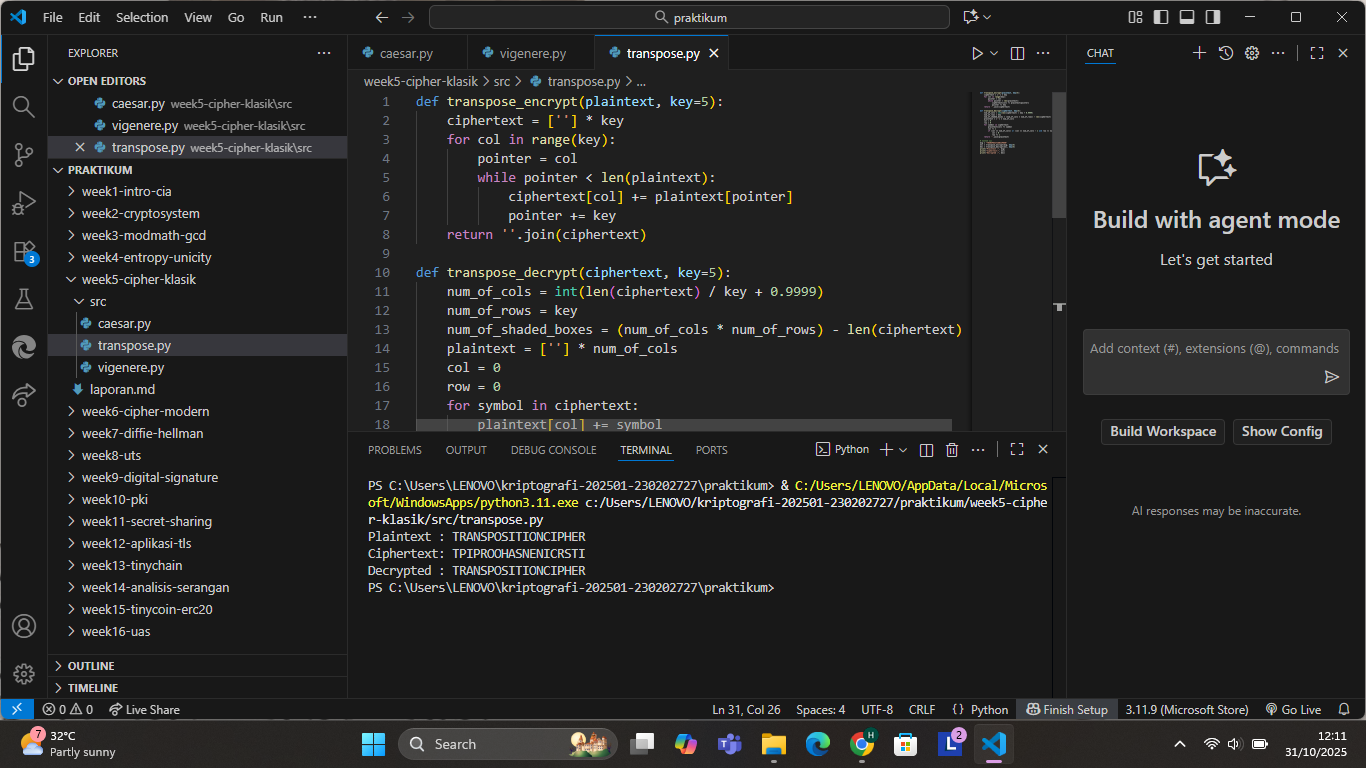 File Edit Selection View Go Run ··· praktikum
EXPLORER ···
OPEN EDITORS
caesar.py week5-cipher-klasik\src
vigenere.py week5-cipher-klasik\src
transpose.py week5-cipher-klasik\src
PRAKTIKUM
week1-intro-cia
week2-cryptosystem
week3-modmath-gcd
week4-entropy-unicity
week5-cipher-klasik
src
caesar.py
transpose.py
vigenere.py
laporan.md
week6-cipher-modern
week7-diffie-hellman
week8-uts
week9-digital-signature
week10-pki
week11-secret-sharing
week12-aplikasi-tls
week13-tinychain
week14-analisis-serangan
week15-tinycoin-erc20
week16-uas
OUTLINE
TIMELINE
3
caesar.py vigenere.py transpose.py
week5-cipher-klasik > src > transpose.py > ...
1 def transpose_encrypt(plaintext, key=5):
2 ciphertext = [''] * key
3 for col in range(key):
4 pointer = col
5 while pointer < len(plaintext):
6 ciphertext[col] += plaintext[pointer]
7 pointer += key
8 return ''.join(ciphertext)
9
10 def transpose_decrypt(ciphertext, key=5):
11 num_of_cols = int(len(ciphertext) / key + 0.9999)
12 num_of_rows = key
13 num_of_shaded_boxes = (num_of_cols * num_of_rows) - len(ciphertext)
14 plaintext = [''] * num_of_cols
15 col = 0
16 row = 0
17 for symbol in ciphertext:
18 plaintext[col] += symbol
PROBLEMS OUTPUT DEBUG CONSOLE TERMINAL PORTS Python
PS C:\Users\LENOVO\kriptografi-202501-230202727\praktikum> & C:/Users/LENOVO/AppData/Local/Micros
oft/WindowsApps/python3.11.exe c:/Users/LENOVO/kriptografi-202501-230202727/praktikum/week5-ciphe
r-klasik/src/transpose.py
Plaintext : TRANSPOSITIONCIPHER
Ciphertext: TPIPROOHASNENICRSTI
Decrypted : TRANSPOSITIONCIPHER
PS C:\Users\LENOVO\kriptografi-202501-230202727\praktikum>
CHAT
Build with agent mode
Let's get started
Add context (#), extensions (@), commands
Build Workspace Show Config
AI responses may be inaccurate.
0 0 Live Share Ln 31, Col 26 Spaces: 4 UTF-8 CRLF {} Python Finish Setup 3.11.9 (Microsoft Store) Go Live
7 32°C
Partly sunny
Search
H
L 2
12:11
31/10/2025